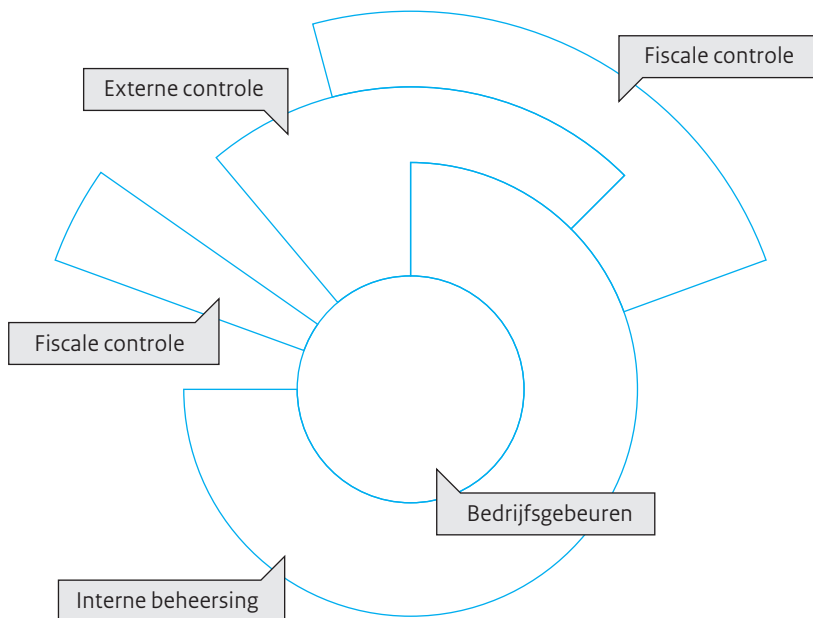 Fiscale controle
Externe controle
Fiscale controle
Bedrijfsgebeuren
Interne beheersing